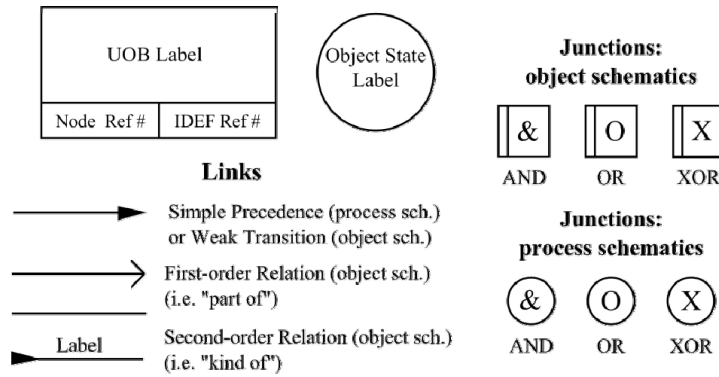 UOB Label
Node Ref #
IDEF Ref #
Object State
Label
Links
Simple Precedence (process sch.)
or Weak Transition (object sch.)
First-order Relation (object sch.)
(i.e. "part of")
Label
Second-order Relation (object sch.)
(i.e. "kind of")
Junctions:
object schematics
& O X
AND OR XOR
Junctions:
process schematics
& O X
AND OR XOR